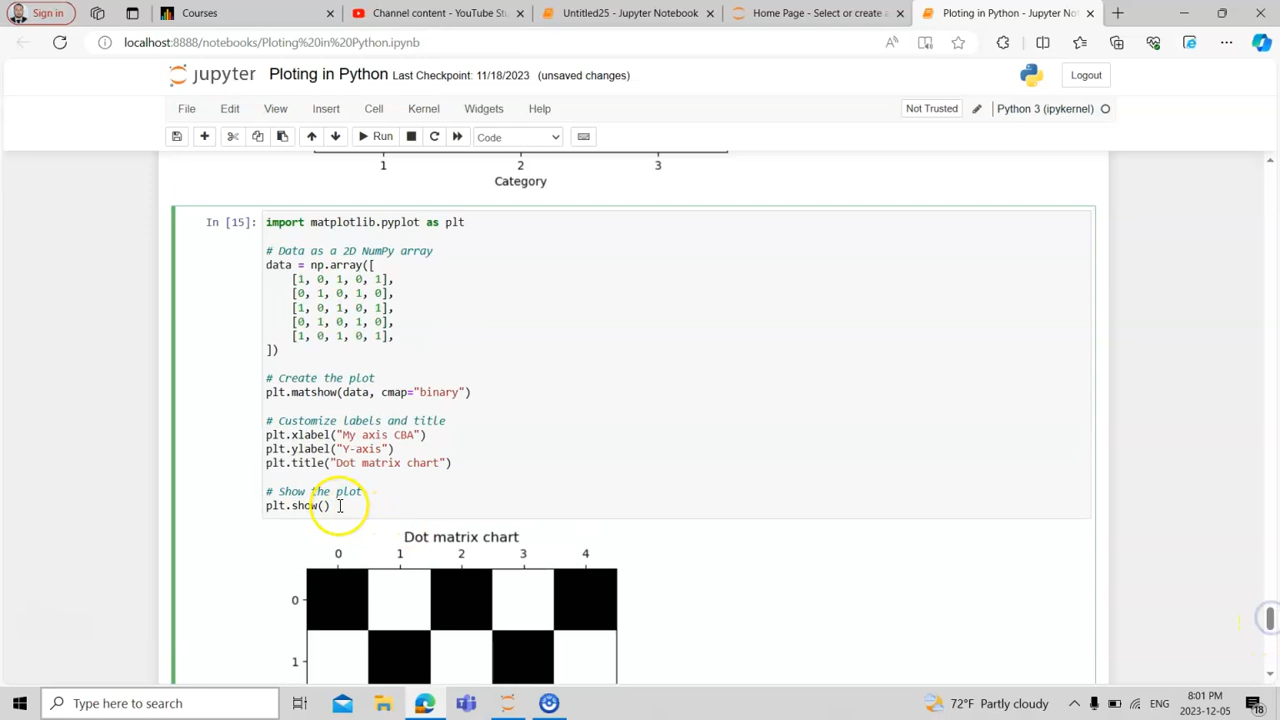 Sign in
Courses
Channel content - YouTube Stu
Untitled25 - Jupyter Notebook
Home Page - Select or create a
Ploting in Python - Jupyter Not
localhost:8888/notebooks/Ploting%20in%20Python.ipynb
jupyter Ploting in Python Last Checkpoint: 11/18/2023 (unsaved changes)
Logout
File Edit View Insert Cell Kernel Widgets Help
Not Trusted Python 3 (ipykernel)
Run Code
1 2 3
Category
In [15]: import matplotlib.pyplot as plt
# Data as a 2D NumPy array
data = np.array([
[1, 0, 1, 0, 1],
[0, 1, 0, 1, 0],
[1, 0, 1, 0, 1],
[0, 1, 0, 1, 0],
[1, 0, 1, 0, 1],
])
# Create the plot
plt.matshow(data, cmap="binary")
# Customize labels and title
plt.xlabel("My axis CBA")
plt.ylabel("Y-axis")
plt.title("Dot matrix chart")
# Show the plot
plt.show()
Dot matrix chart
0 1 2 3 4
0
1
Type here to search
72°F Partly cloudy
ENG
8:01 PM
2023-12-05
18